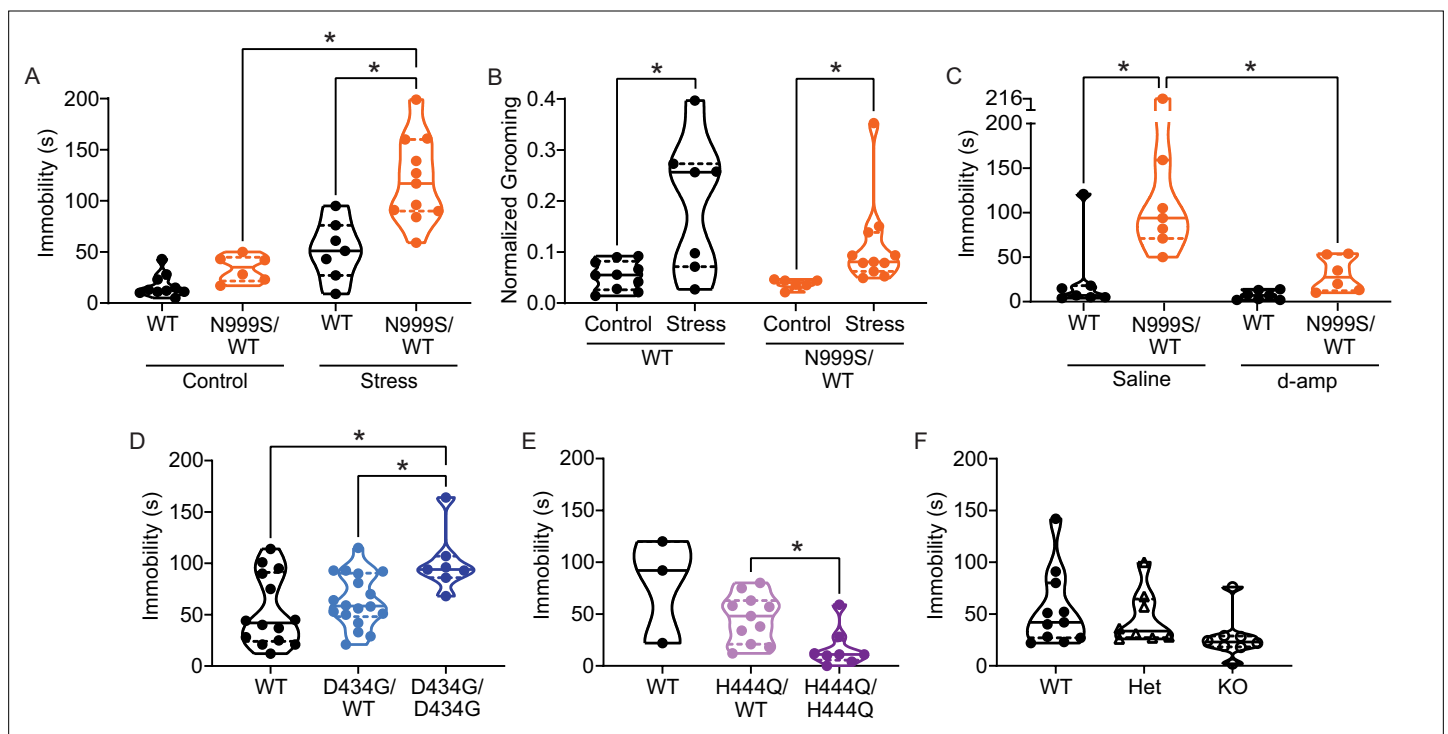 A
*
*
Immobility (s)
200
150
100
50
0
WT
N999S/
WT
WT
N999S/
WT
Control
Stress
B
*
*
Normalized Grooming
0.4
0.3
0.2
0.1
0.0
Control
Stress
Control
Stress
WT
N999S/
WT
C
*
*
Immobility (s)
216
200
150
100
50
0
WT
N999S/
WT
WT
N999S/
WT
Saline
d-amp
D
*
*
Immobility (s)
200
150
100
50
0
WT
D434G/
WT
D434G/
D434G
E
*
Immobility (s)
200
150
100
50
0
WT
H444Q/
WT
H444Q/
H444Q
F
Immobility (s)
200
150
100
50
0
WT
Het
KO